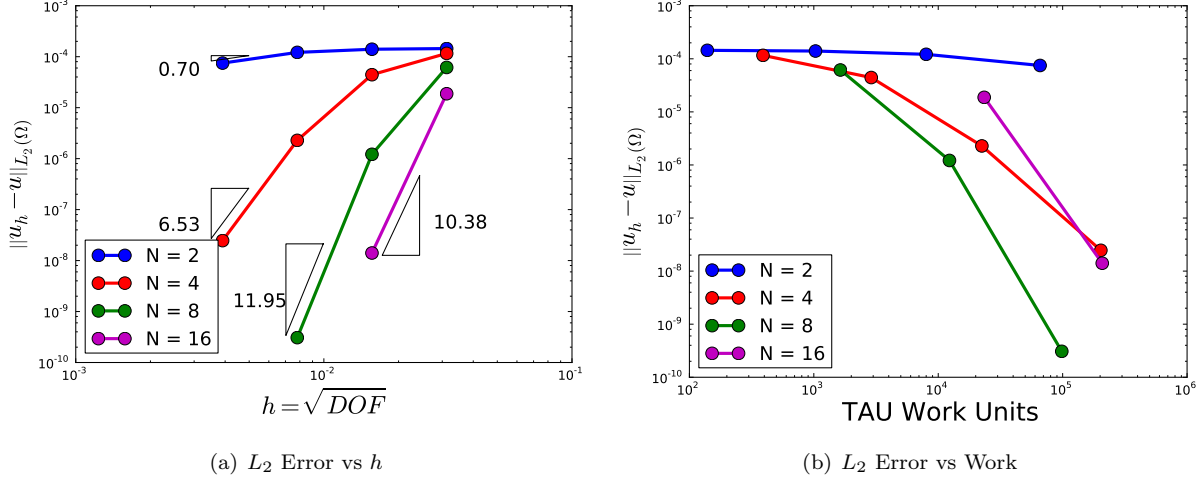 10^{-3}
10^{-4}
10^{-5}
10^{-6}
10^{-7}
10^{-8}
10^{-9}
10^{-10}
||u_h − u||_{L_2(Ω)}
0.70
6.53
10.38
11.95
N = 2
N = 4
N = 8
N = 16
10^{-3}
10^{-2}
10^{-1}
h = √DOF
(a) L_2 Error vs h
10^{-3}
10^{-4}
10^{-5}
10^{-6}
10^{-7}
10^{-8}
10^{-9}
10^{-10}
||u_h − u||_{L_2(Ω)}
N = 2
N = 4
N = 8
N = 16
10^2
10^3
10^4
10^5
10^6
TAU Work Units
(b) L_2 Error vs Work